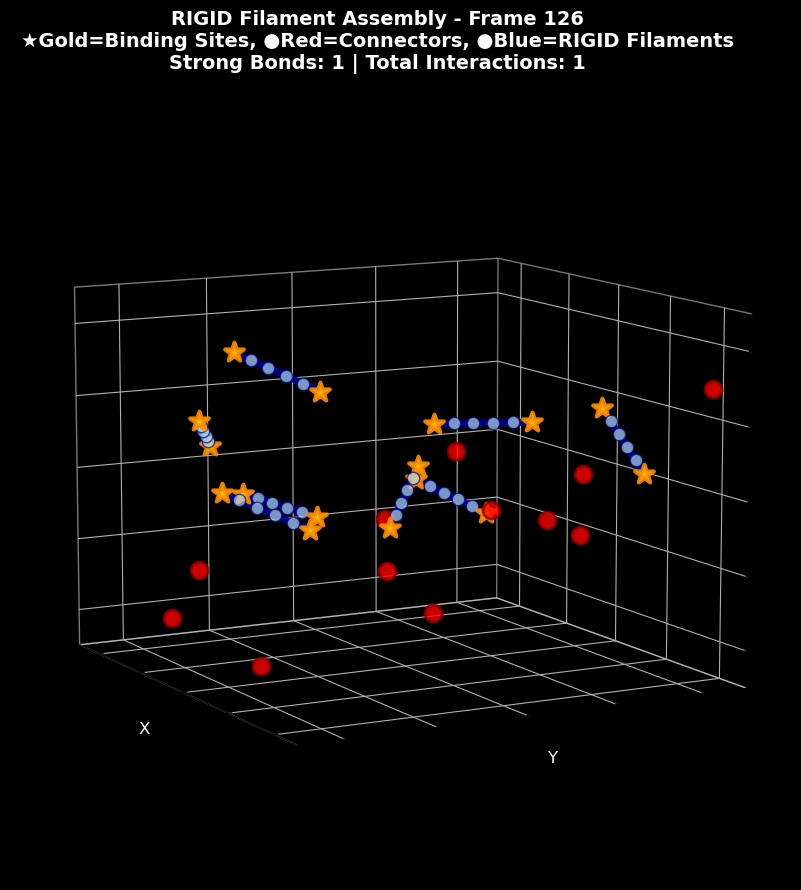 RIGID Filament Assembly - Frame 126
★Gold=Binding Sites, ●Red=Connectors, ●Blue=RIGID Filaments
Strong Bonds: 1 | Total Interactions: 1
X
Y